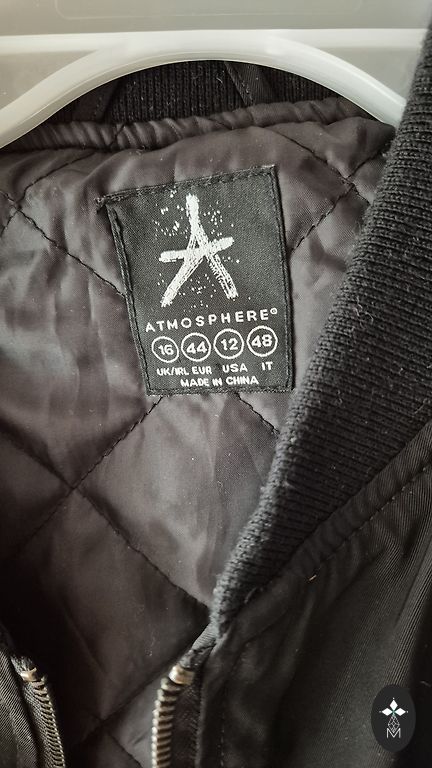 ATMOSPHERE®
16 44 12 48
UK/IRL EUR USA IT
MADE IN CHINA